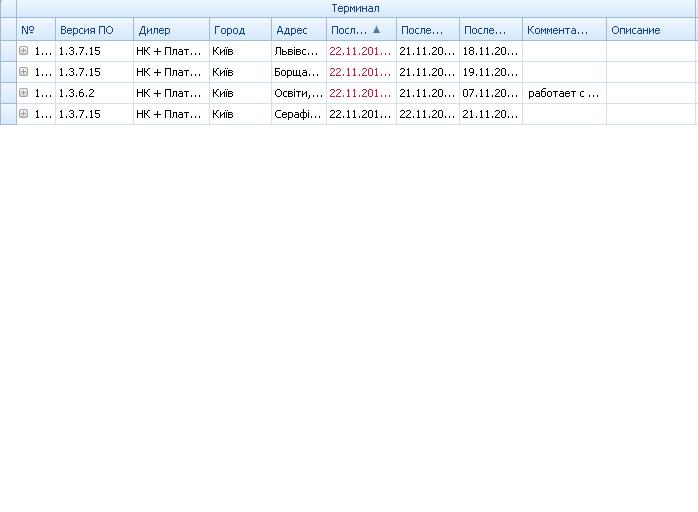 Терминал
№ Версия ПО Дилер Город Адрес Посл... После... После... Коммента... Описание
1... 1.3.7.15 НК + Плат... Київ Львівс... 22.11.201... 21.11.20... 18.11.20...
1... 1.3.7.15 НК + Плат... Київ Борща... 22.11.201... 21.11.20... 19.11.20...
1... 1.3.6.2 НК + Плат... Київ Освіти,... 22.11.201... 21.11.20... 07.11.20... работает с ...
1... 1.3.7.15 НК + Плат... Київ Серафі... 22.11.201... 22.11.20... 21.11.20...